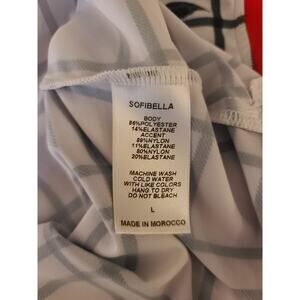 SOFIBELLA
BODY
86%POLYESTER
14%ELASTANE
ACCENT
89%NYLON
11%ELASTANE
80%NYLON
20%ELASTANE
MACHINE WASH
COLD WATER
WITH LIKE COLORS
HANG TO DRY
DO NOT BLEACH
L
MADE IN MOROCCO